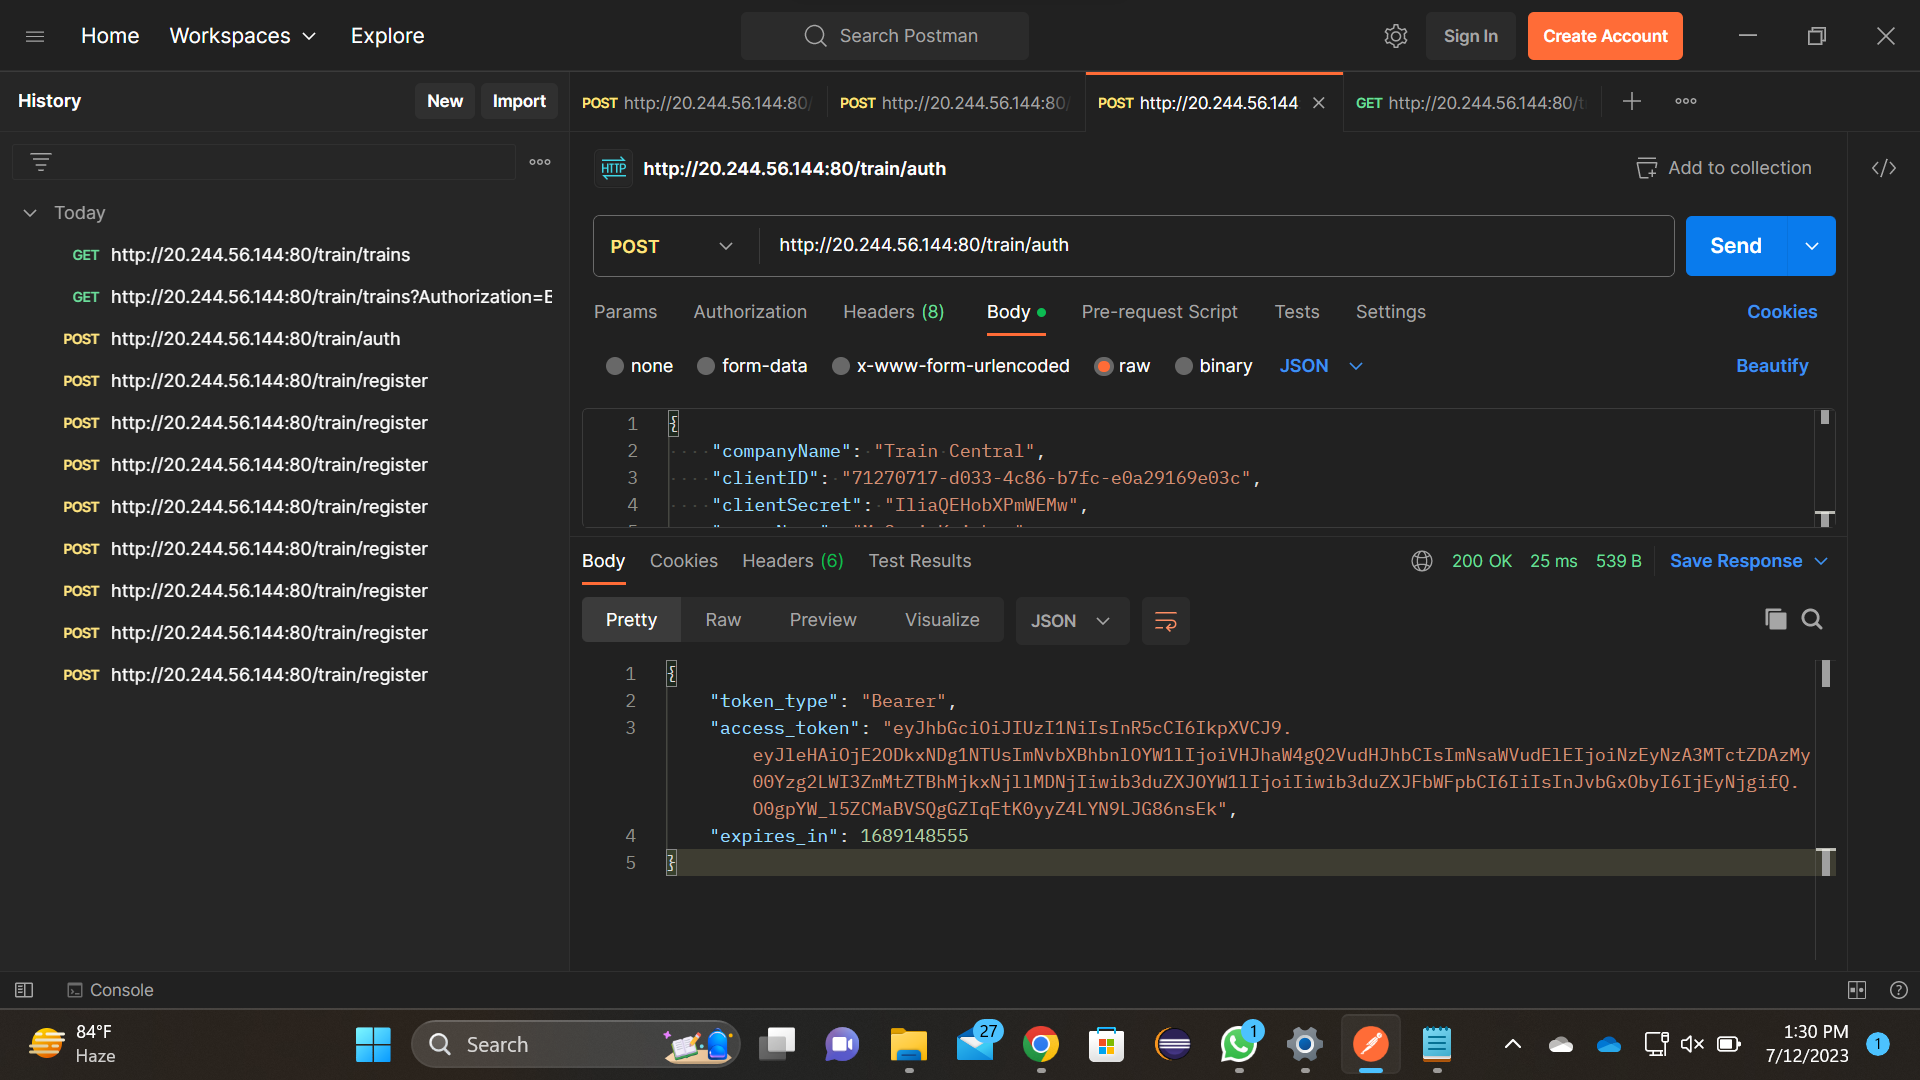 Home
Workspaces
Explore
Search Postman
Sign In
Create Account
History
New
Import
POST http://20.244.56.144:80/
POST http://20.244.56.144:80/
POST http://20.244.56.144
GET http://20.244.56.144:80/t
HTTP http://20.244.56.144:80/train/auth
Add to collection
Today
GET http://20.244.56.144:80/train/trains
GET http://20.244.56.144:80/train/trains?Authorization=B
POST http://20.244.56.144:80/train/auth
POST http://20.244.56.144:80/train/register
POST http://20.244.56.144:80/train/register
POST http://20.244.56.144:80/train/register
POST http://20.244.56.144:80/train/register
POST http://20.244.56.144:80/train/register
POST http://20.244.56.144:80/train/register
POST http://20.244.56.144:80/train/register
POST http://20.244.56.144:80/train/register
POST http://20.244.56.144:80/train/auth
Send
Params Authorization Headers (8) Body Pre-request Script Tests Settings Cookies
none form-data x-www-form-urlencoded raw binary JSON Beautify
1 {
2 "companyName": "Train Central",
3 "clientID": "71270717-d033-4c86-b7fc-e0a29169e03c",
4 "clientSecret": "IliaQEHobXPmWEMw",
Body Cookies Headers (6) Test Results 200 OK 25 ms 539 B Save Response
Pretty Raw Preview Visualize JSON
1 {
2 "token_type": "Bearer",
3 "access_token": "eyJhbGciOiJIUzI1NiIsInR5cCI6IkpXVCJ9.
eyJleHAiOjE2ODkxNDg1NTUsImNvbXBhbnlOYW1lIjoiVHJhaW4gQ2VudHJhbCIsImNsaWVudElEIjoiNzEyNzA3MTctZDAzMy
00Yzg2LWI3ZmMtZTBhMjkxNjllMDNjIiwib3duZXJOYW1lIjoiIiwib3duZXJFbWFpbCI6IiIsInJvbGxObyI6IjEyNjgifQ.
O0gpYW_l5ZCMaBVSQgGZIqEtK0yyZ4LYN9LJG86nsEk",
4 "expires_in": 1689148555
5 }
Console
84°F
Haze
Search
27
1
1:30 PM
7/12/2023
1